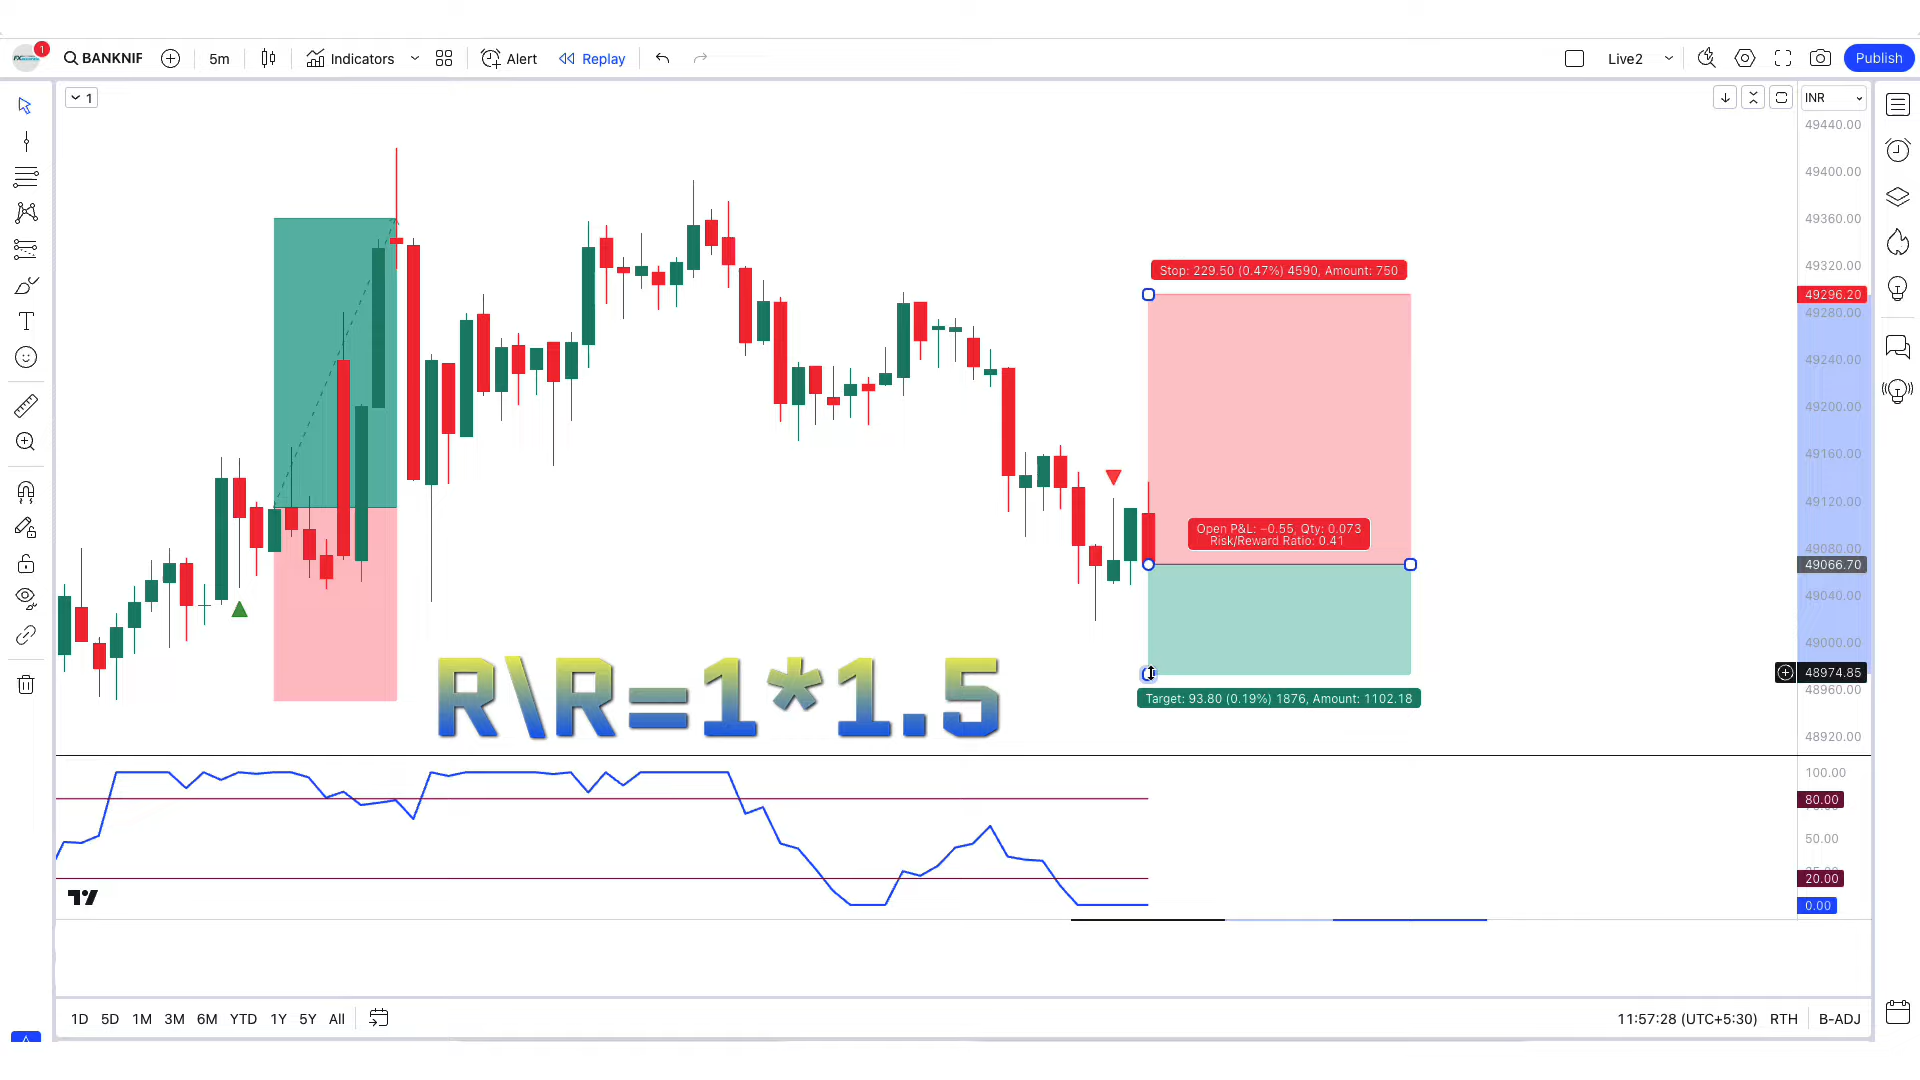 1
BANKNIF
5m
Indicators
Alert
Replay
Live2
Publish
1
INR
49440.00
49400.00
49360.00
49320.00
Stop: 229.50 (0.47%) 4590, Amount: 750
49296.20
49280.00
49240.00
49200.00
49160.00
49120.00
Open P&L: −0.55, Qty: 0.073
Risk/Reward Ratio: 0.41
49080.00
49066.70
49040.00
49000.00
48974.85
48960.00
Target: 93.80 (0.19%) 1876, Amount: 1102.18
R\R=1*1.5
48920.00
100.00
80.00
50.00
20.00
0.00
1D 5D 1M 3M 6M YTD 1Y 5Y All
11:57:28 (UTC+5:30) RTH B-ADJ